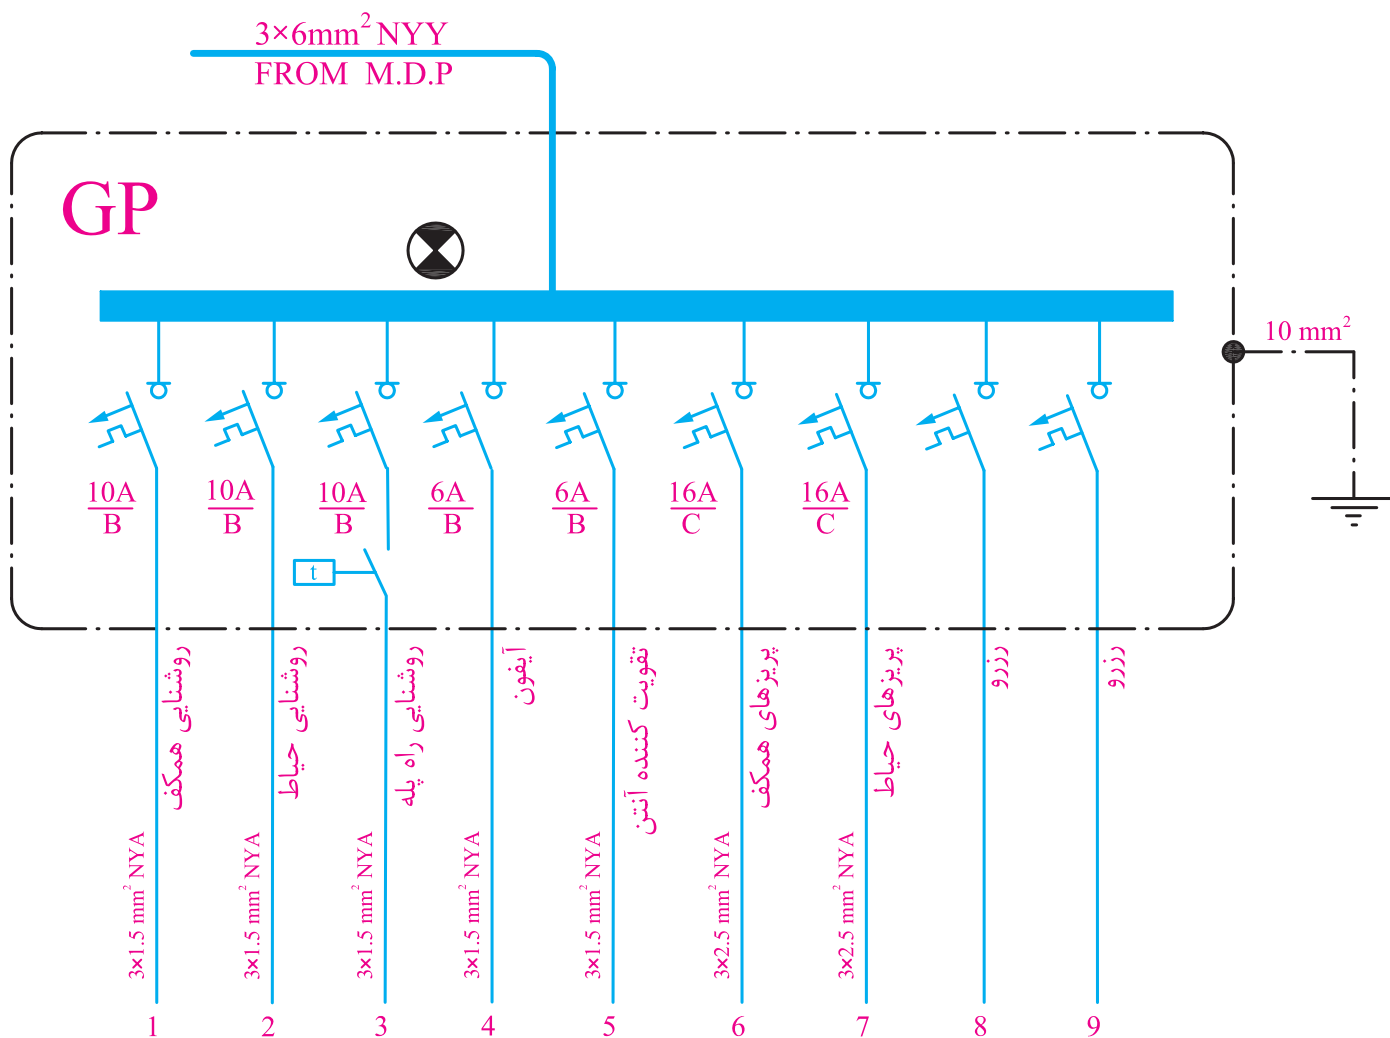 3×6mm² NYY
FROM M.D.P
GP
10 mm²
10A
B
10A
B
10A
B
6A
B
6A
B
16A
C
16A
C
t
روشنایی همکف
روشنایی حیاط
روشنایی راه پله
آیفون
تقویت کننده آنتن
پریزهای همکف
پریزهای حیاط
رزرو
رزرو
3×1.5 mm² NYA
3×1.5 mm² NYA
3×1.5 mm² NYA
3×1.5 mm² NYA
3×1.5 mm² NYA
3×2.5 mm² NYA
3×2.5 mm² NYA
1
2
3
4
5
6
7
8
9